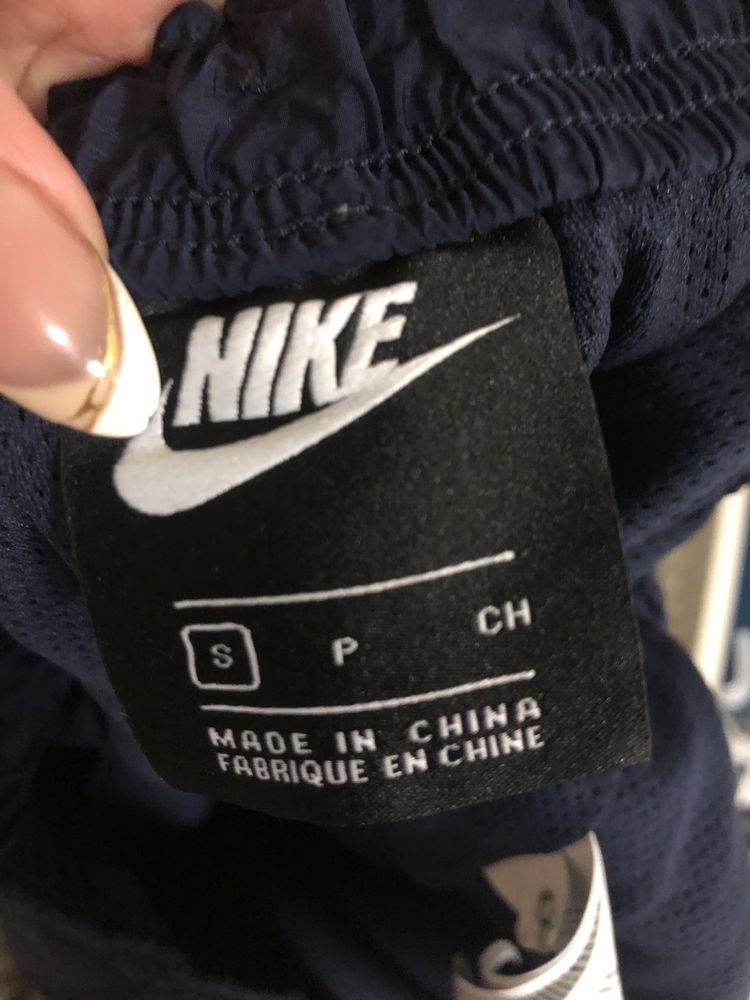 NIKE
S P CH
MADE IN CHINA
FABRIQUE EN CHINE